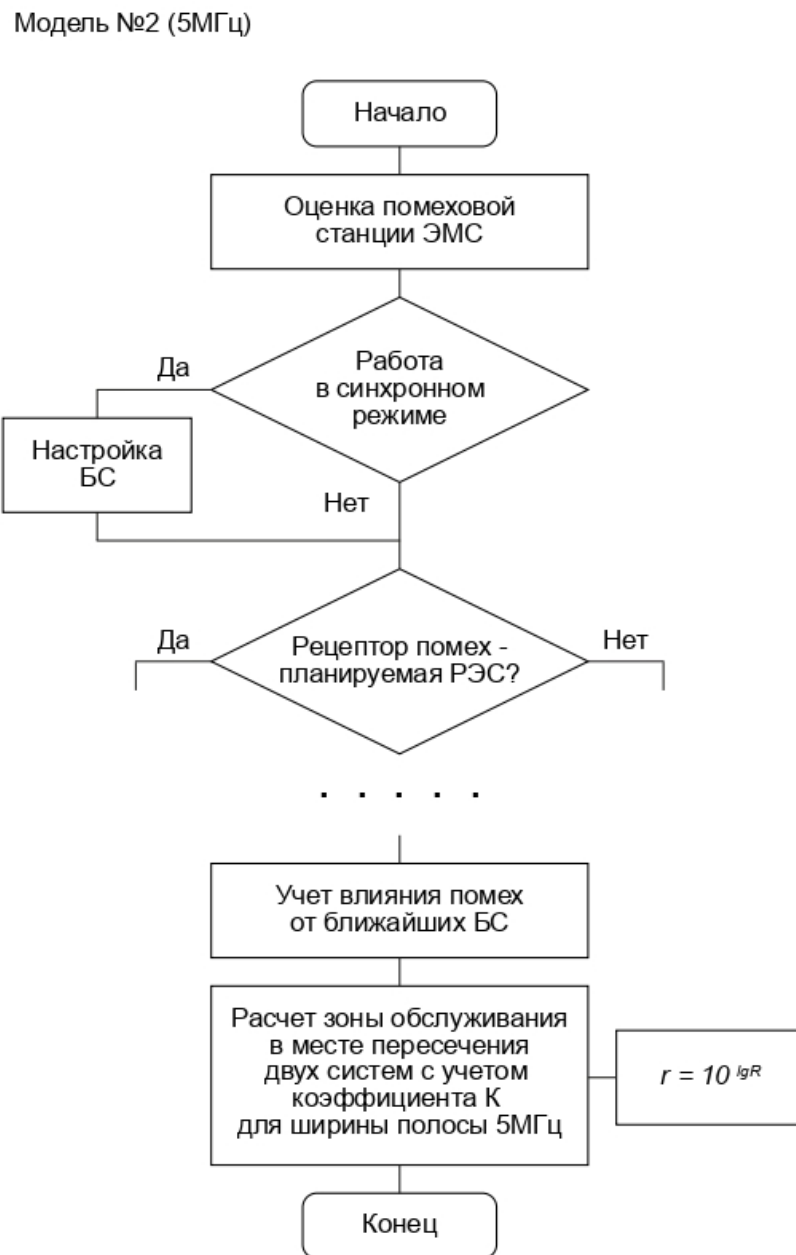 Модель №2 (5МГц)
Начало
Оценка помеховой
станции ЭМС
Да
Работа
в синхронном
режиме
Настройка
БС
Нет
Да
Рецептор помех -
планируемая РЭС?
Нет
. . . . .
Учет влияния помех
от ближайших БС
Расчет зоны обслуживания
в месте пересечения
двух систем с учетом
коэффициента К
для ширины полосы 5МГц
r = 10 lgR
Конец